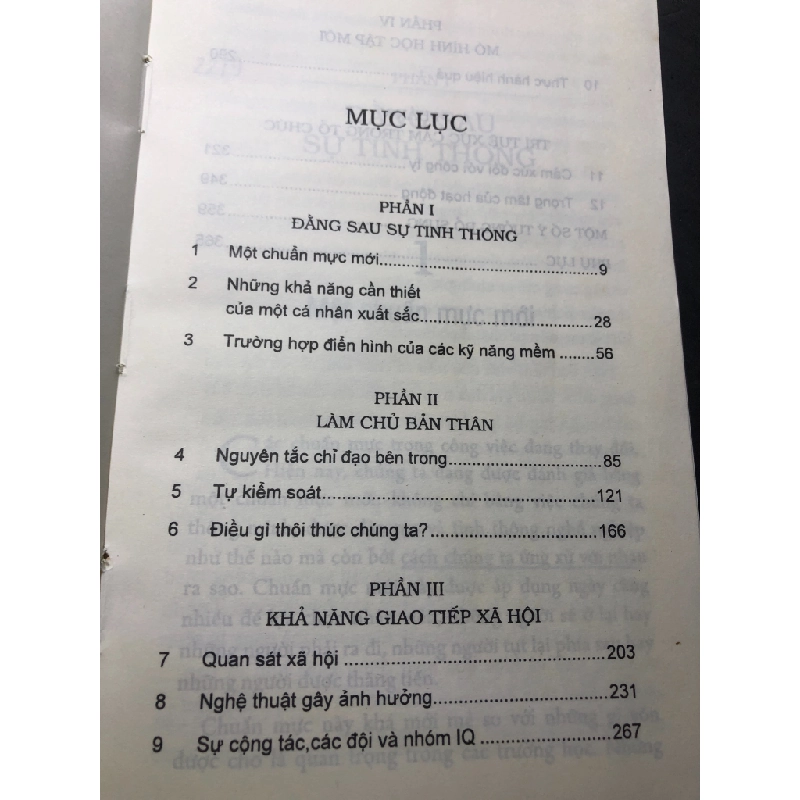 MỤC LỤC
PHẦN I
ĐẰNG SAU SỰ TINH THÔNG
1 Một chuẩn mực mới....................................9
2 Những khả năng cần thiết
của một cá nhân xuất sắc.............................28
3 Trường hợp điển hình của các kỹ năng mềm ........56
PHẦN II
LÀM CHỦ BẢN THÂN
4 Nguyên tắc chỉ đạo bên trong.........................85
5 Tự kiểm soát.............................................121
6 Điều gì thôi thúc chúng ta?...........................166
PHẦN III
KHẢ NĂNG GIAO TIẾP XÃ HỘI
7 Quan sát xã hội ..........................................203
8 Nghệ thuật gây ảnh hưởng............................231
9 Sự cộng tác,các đội và nhóm IQ .....................267